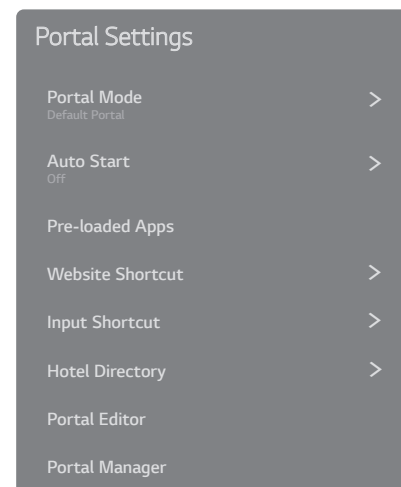 Portal Settings
Portal Mode
Default Portal
Auto Start
Off
Pre-loaded Apps
Website Shortcut
Input Shortcut
Hotel Directory
Portal Editor
Portal Manager